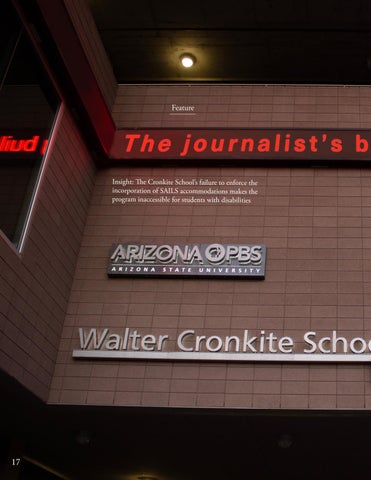 Feature
The journalist's b
Insight: The Cronkite School's failure to enforce the
incorporation of SAILS accommodations makes the
program inaccessible for students with disabilities
ARIZONA PBS
ARIZONA STATE UNIVERSITY
Walter Cronkite Schoo
17